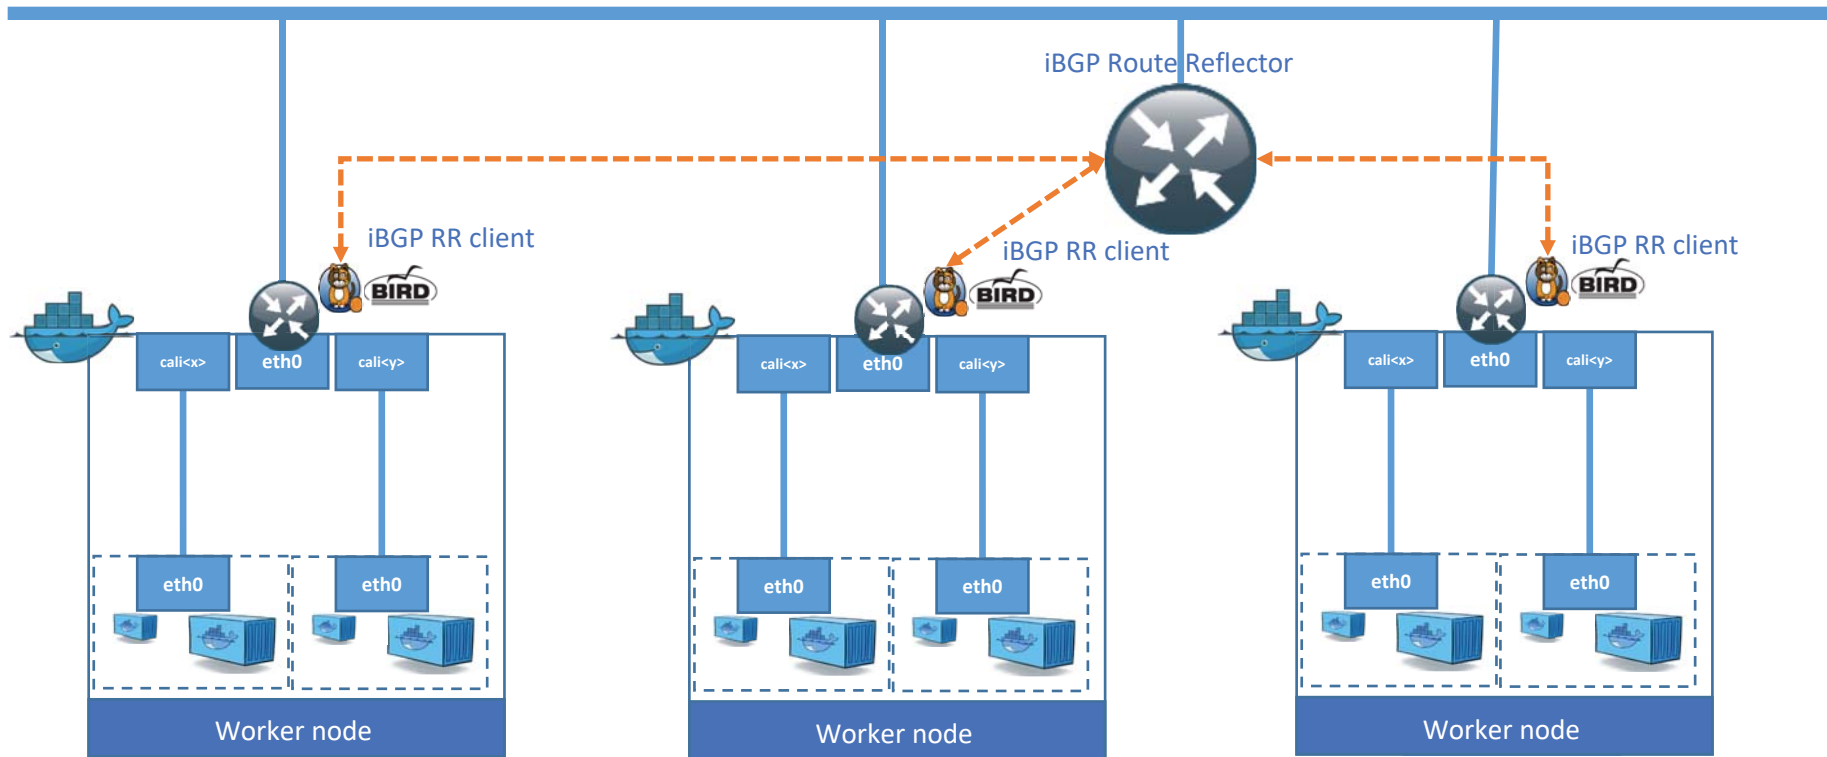 iBGP Route Reflector
iBGP RR client
iBGP RR client
iBGP RR client
BIRD
BIRD
BIRD
cali<x>
eth0
cali<y>
cali<x>
eth0
cali<y>
cali<x>
eth0
cali<y>
eth0
eth0
eth0
eth0
eth0
eth0
Worker node
Worker node
Worker node